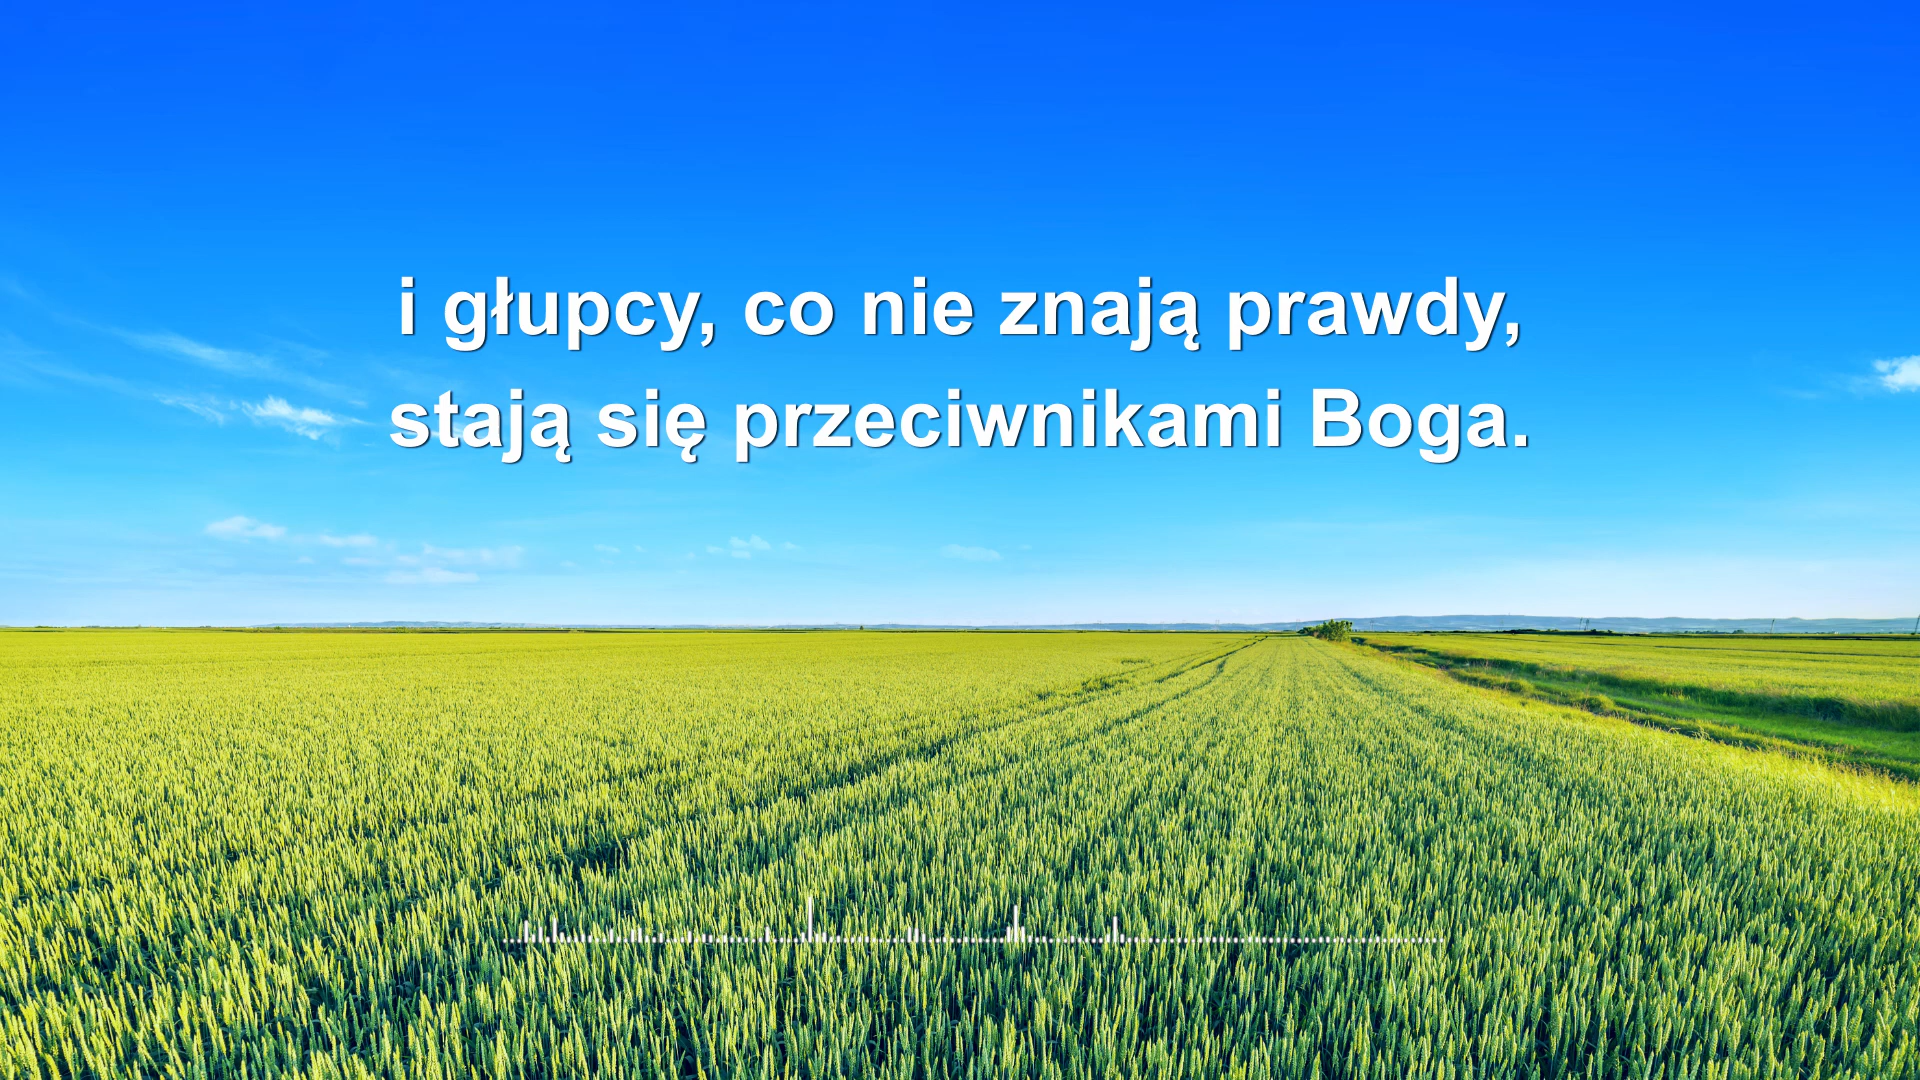 i głupcy, co nie znają prawdy,
stają się przeciwnikami Boga.